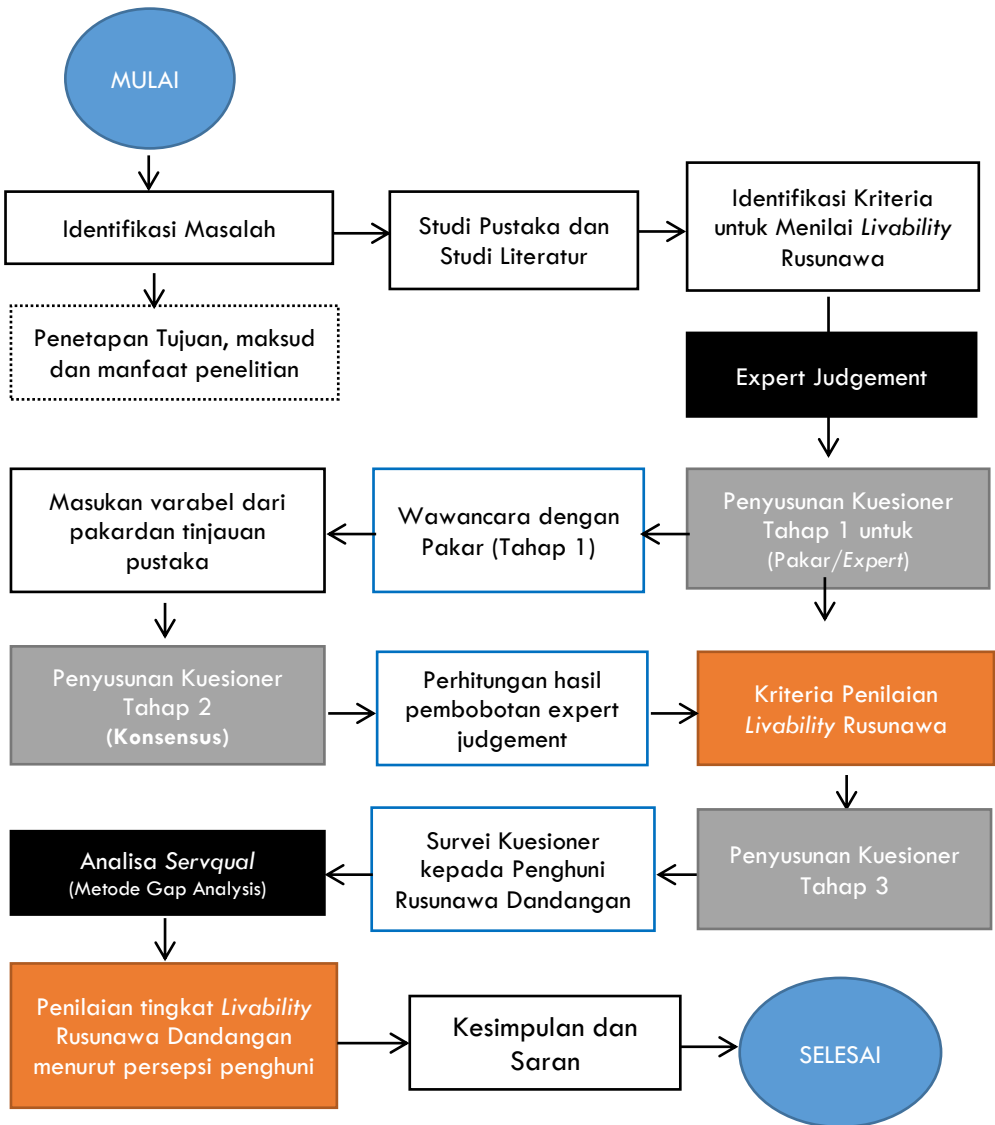 MULAI
Identifikasi Masalah
Studi Pustaka dan
Studi Literatur
Identifikasi Kriteria
untuk Menilai Livability
Rusunawa
Penetapan Tujuan, maksud
dan manfaat penelitian
Expert Judgement
Penyusunan Kuesioner
Tahap 1 untuk
(Pakar/Expert)
Wawancara dengan
Pakar (Tahap 1)
Masukan varabel dari
pakardan tinjauan
pustaka
Penyusunan Kuesioner
Tahap 2
(Konsensus)
Perhitungan hasil
pembobotan expert
judgement
Kriteria Penilaian
Livability Rusunawa
Penyusunan Kuesioner
Tahap 3
Survei Kuesioner
kepada Penghuni
Rusunawa Dandangan
Analisa Servqual
(Metode Gap Analysis)
Penilaian tingkat Livability
Rusunawa Dandangan
menurut persepsi penghuni
Kesimpulan dan
Saran
SELESAI